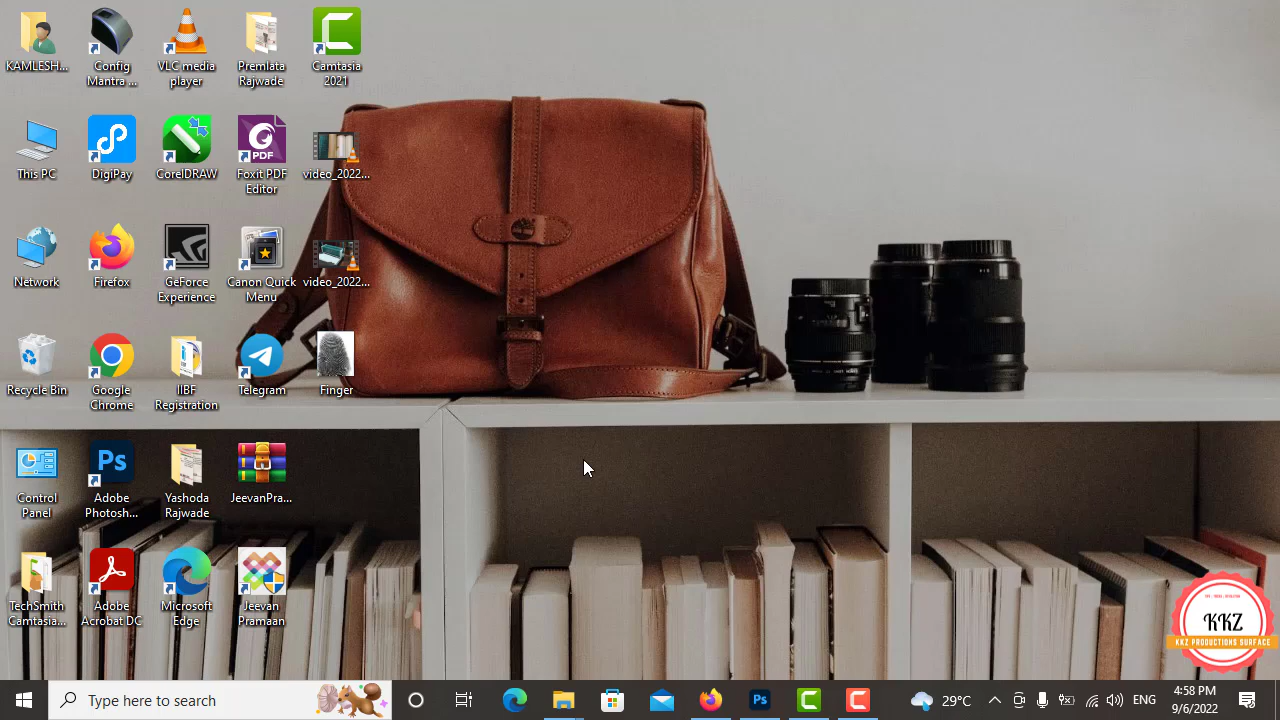 KAMLESH...
Config
Mantra ...
VLC media
player
Premlata
Rajwade
Camtasia
2021
This PC
DigiPay
CorelDRAW
Foxit PDF
Editor
video_2022...
Network
Firefox
GeForce
Experience
Canon Quick
Menu
video_2022...
Recycle Bin
Google
Chrome
IIBF
Registration
Telegram
Finger
Control
Panel
Adobe
Photosh...
Yashoda
Rajwade
JeevanPra...
TechSmith
Camtasia...
Adobe
Acrobat DC
Microsoft
Edge
Jeevan
Pramaan
PDF
Ps
KKZ
KKZ PRODUCTIONS SURFACE
Type here to search
Ps
29°C
ENG
4:58 PM
9/6/2022